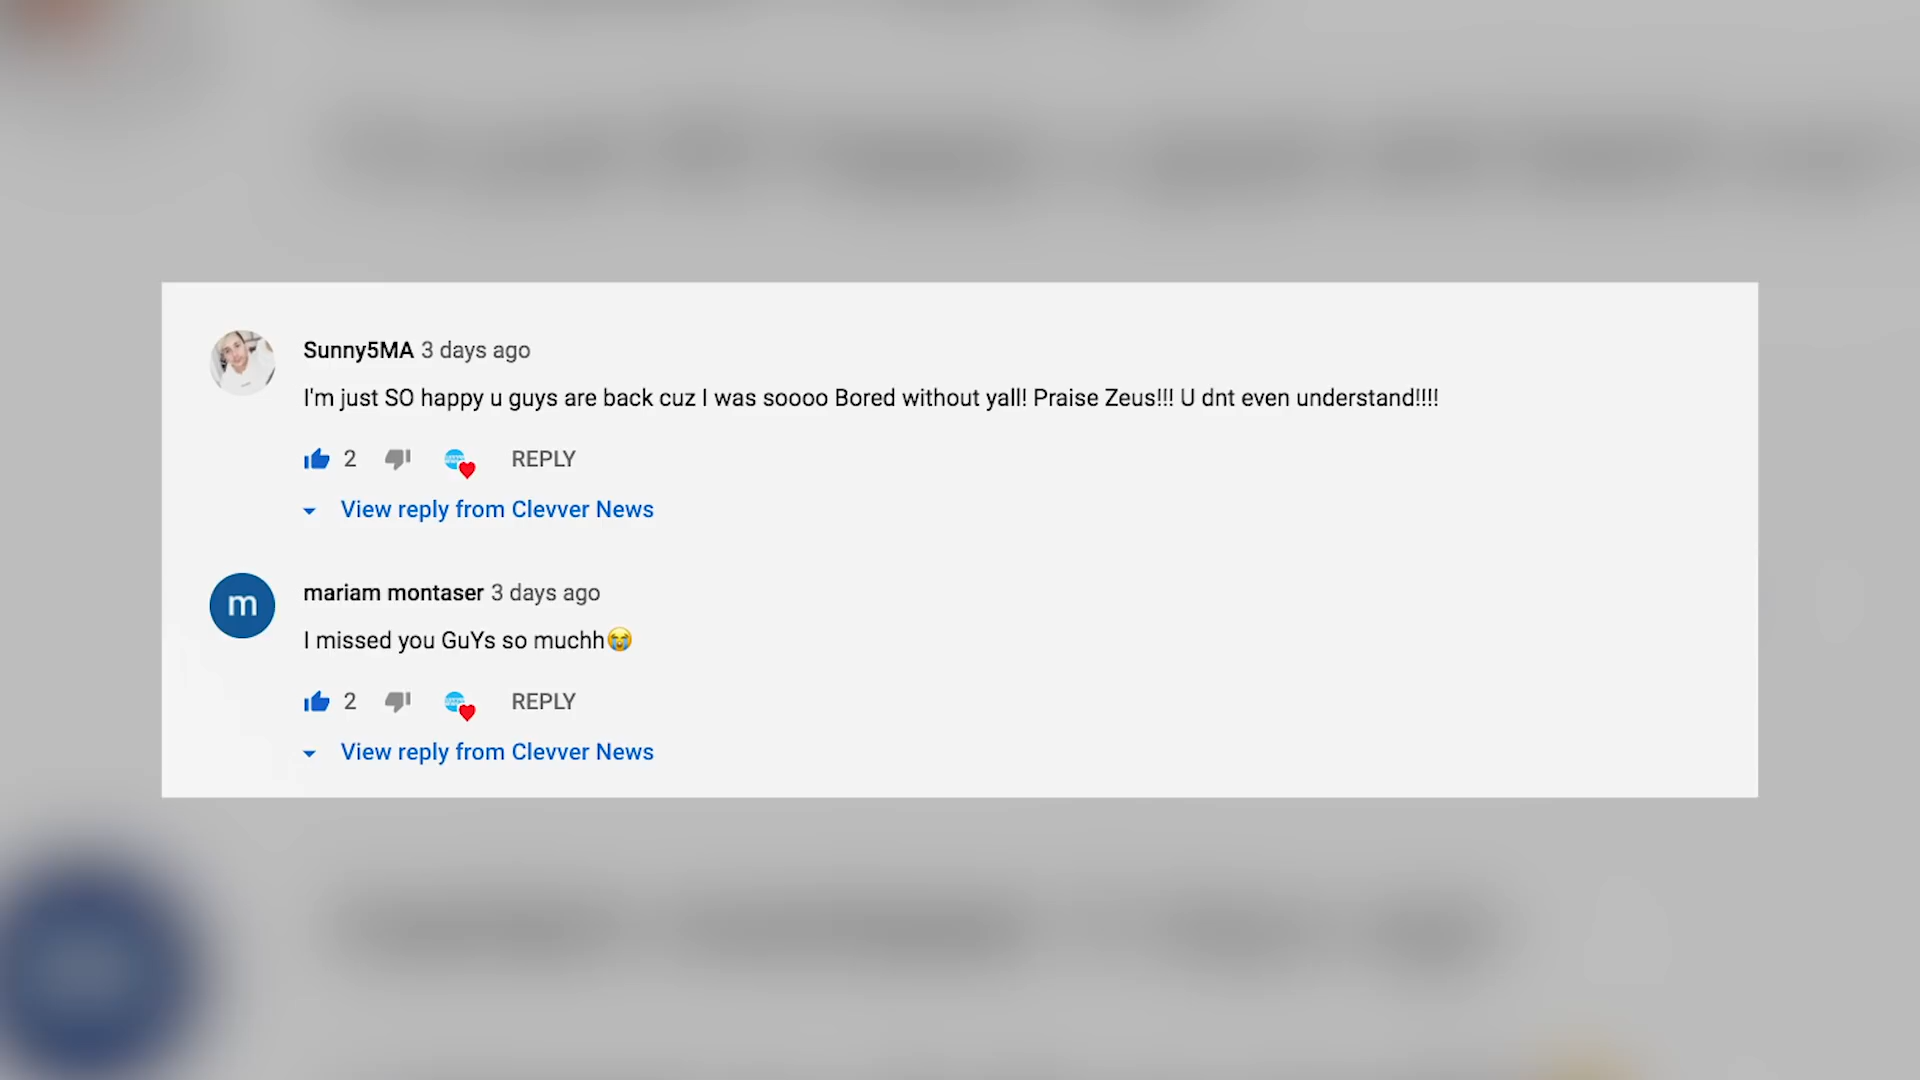 Sunny5MA 3 days ago
I'm just SO happy u guys are back cuz I was soooo Bored without yall! Praise Zeus!!! U dnt even understand!!!!
2 REPLY
View reply from Clevver News
m
mariam montaser 3 days ago
I missed you GuYs so muchh😭
2 REPLY
View reply from Clevver News